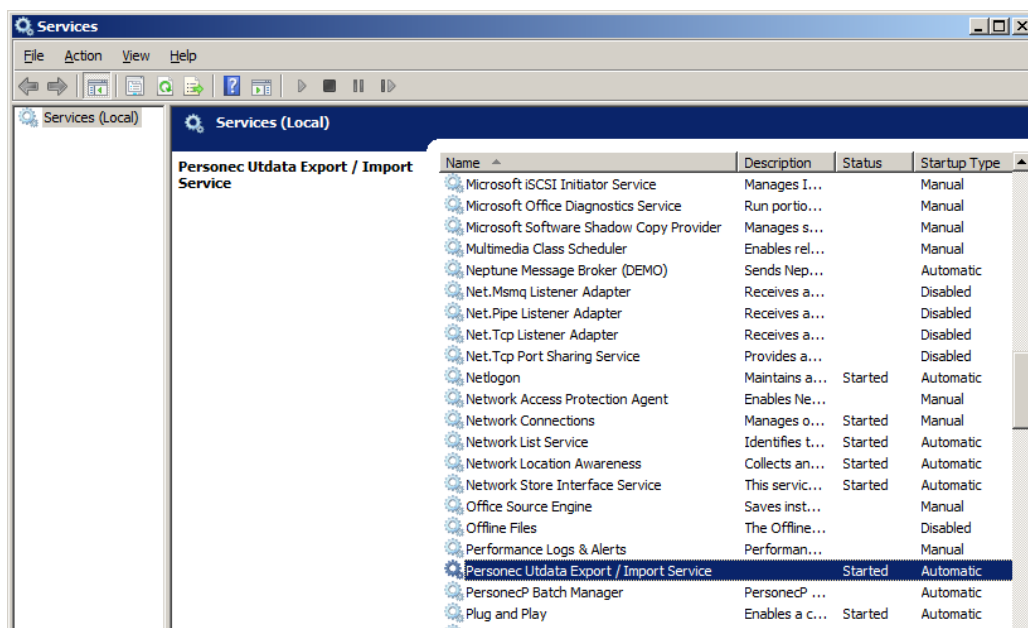 Services
File Action View Help
Services (Local)
Services (Local)
Personec Utdata Export / Import
Service
Name Description Status Startup Type
Microsoft iSCSI Initiator Service Manages I... Manual
Microsoft Office Diagnostics Service Run portio... Manual
Microsoft Software Shadow Copy Provider Manages s... Manual
Multimedia Class Scheduler Enables rel... Manual
Neptune Message Broker (DEMO) Sends Nep... Automatic
Net.Msmq Listener Adapter Receives a... Disabled
Net.Pipe Listener Adapter Receives a... Disabled
Net.Tcp Listener Adapter Receives a... Disabled
Net.Tcp Port Sharing Service Provides a... Disabled
Netlogon Maintains a... Started Automatic
Network Access Protection Agent Enables Ne... Manual
Network Connections Manages o... Started Manual
Network List Service Identifies t... Started Automatic
Network Location Awareness Collects an... Started Automatic
Network Store Interface Service This servic... Started Automatic
Office Source Engine Saves inst... Manual
Offline Files The Offline... Disabled
Performance Logs & Alerts Performan... Manual
Personec Utdata Export / Import Service Started Automatic
PersonecP Batch Manager PersonecP ... Automatic
Plug and Play Enables a c... Started Automatic